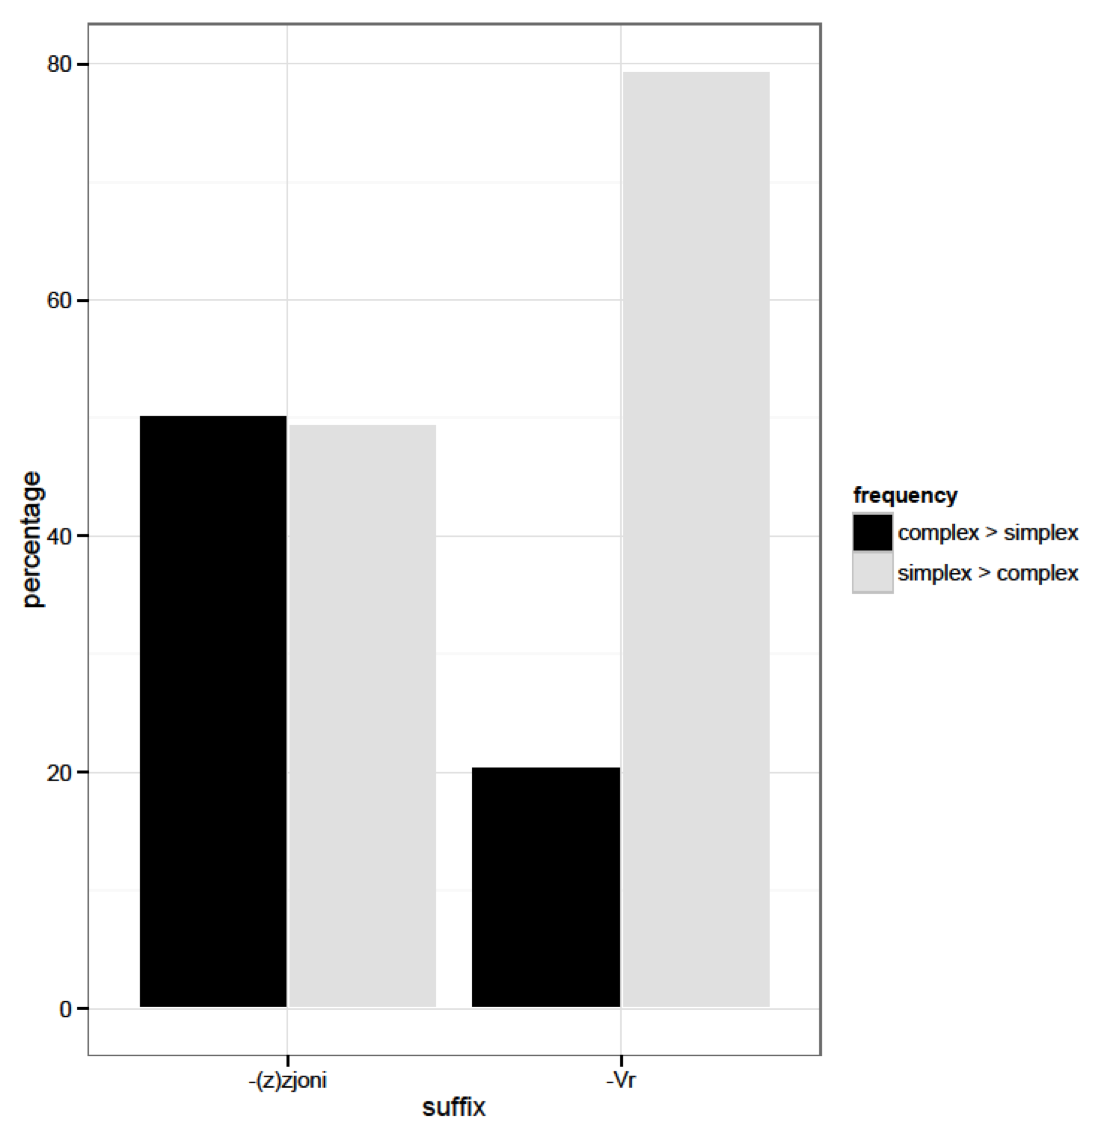 80
60
40
20
0
percentage
-(z)zjoni
-Vr
suffix
frequency
complex > simplex
simplex > complex